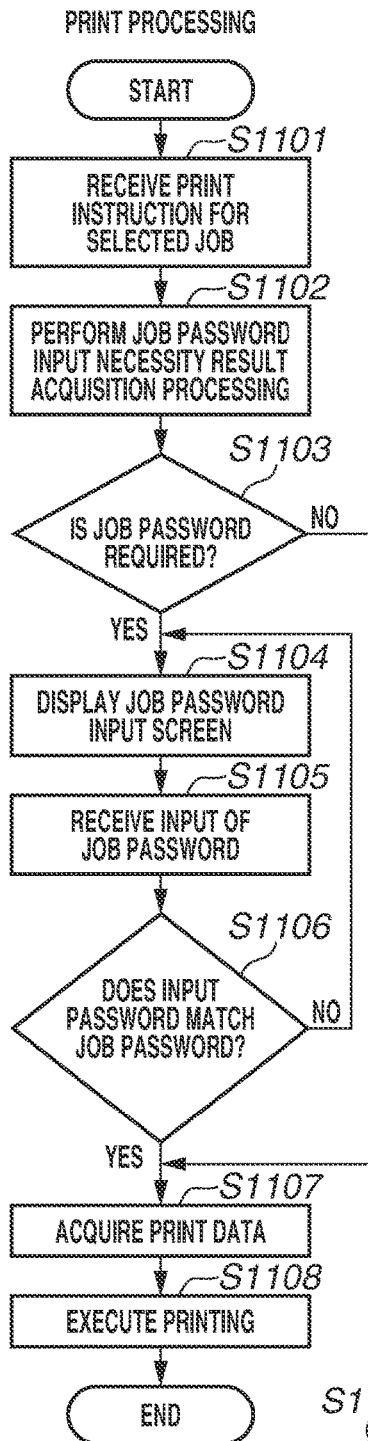 PRINT PROCESSING
START
S1101
RECEIVE PRINT
INSTRUCTION FOR
SELECTED JOB
S1102
PERFORM JOB PASSWORD
INPUT NECESSITY RESULT
ACQUISITION PROCESSING
S1103
IS JOB PASSWORD
REQUIRED?
NO
YES
S1104
DISPLAY JOB PASSWORD
INPUT SCREEN
S1105
RECEIVE INPUT OF
JOB PASSWORD
S1106
DOES INPUT
PASSWORD MATCH
JOB PASSWORD?
NO
YES
S1107
ACQUIRE PRINT DATA
S1108
EXECUTE PRINTING
END
S1